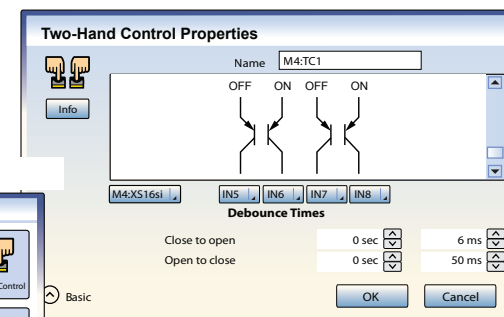 Two-Hand Control Properties
Name M4:TC1
Info
OFF ON OFF ON
M4:XS16si IN5 IN6 IN7 IN8
Debounce Times
Close to open 0 sec 6 ms
Open to close 0 sec 50 ms
Control
Basic OK Cancel